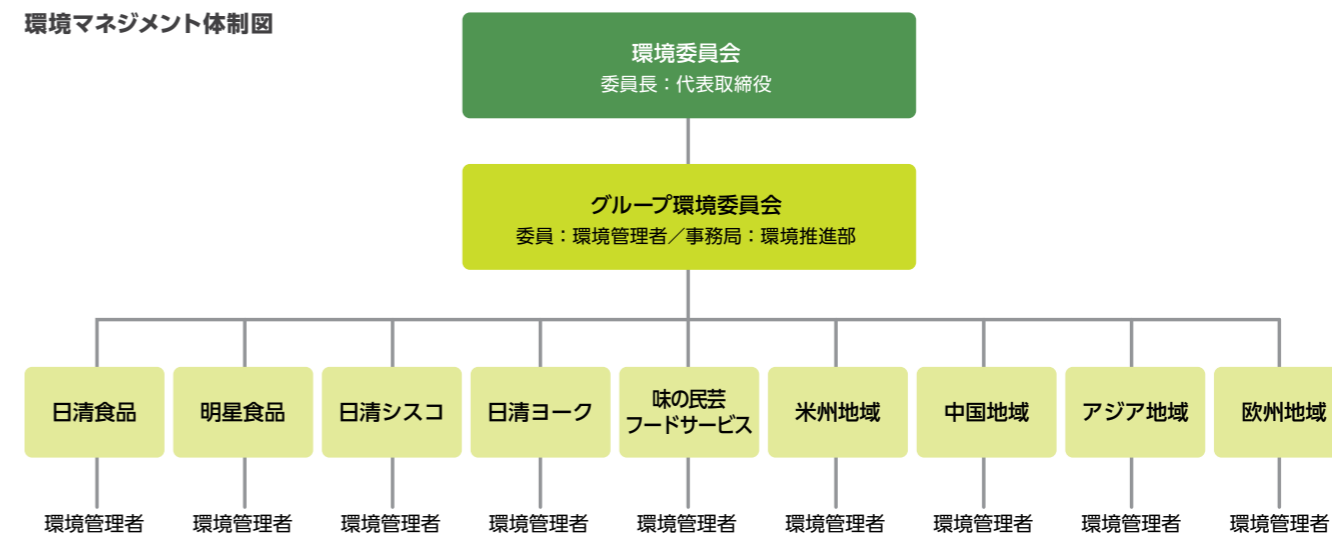 環境マネジメント体制図
環境委員会
委員長：代表取締役
グループ環境委員会
委員：環境管理者／事務局：環境推進部
日清食品
明星食品
日清シスコ
日清ヨーク
味の民芸
フードサービス
米州地域
中国地域
アジア地域
欧州地域
環境管理者
環境管理者
環境管理者
環境管理者
環境管理者
環境管理者
環境管理者
環境管理者
環境管理者